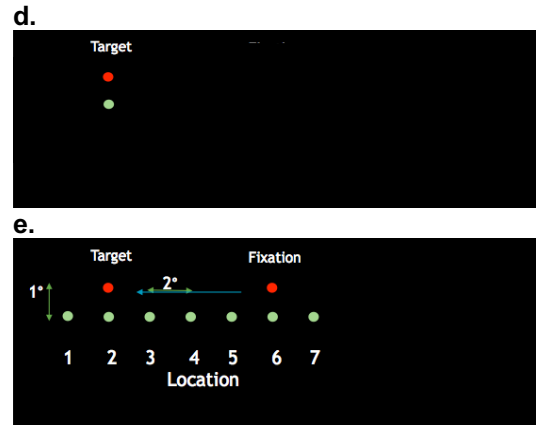 d.
Target
e.
Target Fixation
1° 2°
1 2 3 4 5 6 7
Location